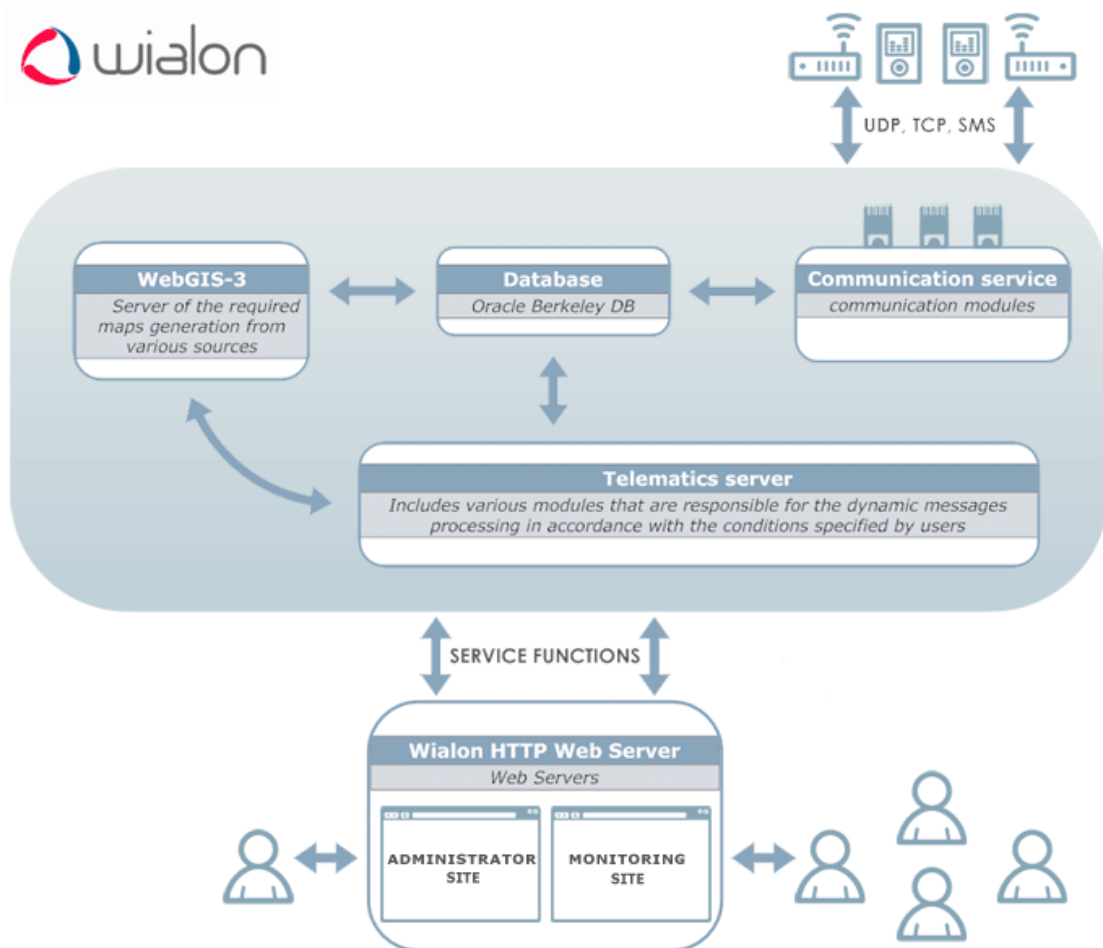 wialon
UDP, TCP, SMS
WebGIS-3
Server of the required
maps generation from
various sources
Database
Oracle Berkeley DB
Communication service
communication modules
Telematics server
Includes various modules that are responsible for the dynamic messages
processing in accordance with the conditions specified by users
SERVICE FUNCTIONS
Wialon HTTP Web Server
Web Servers
ADMINISTRATOR
SITE
MONITORING
SITE